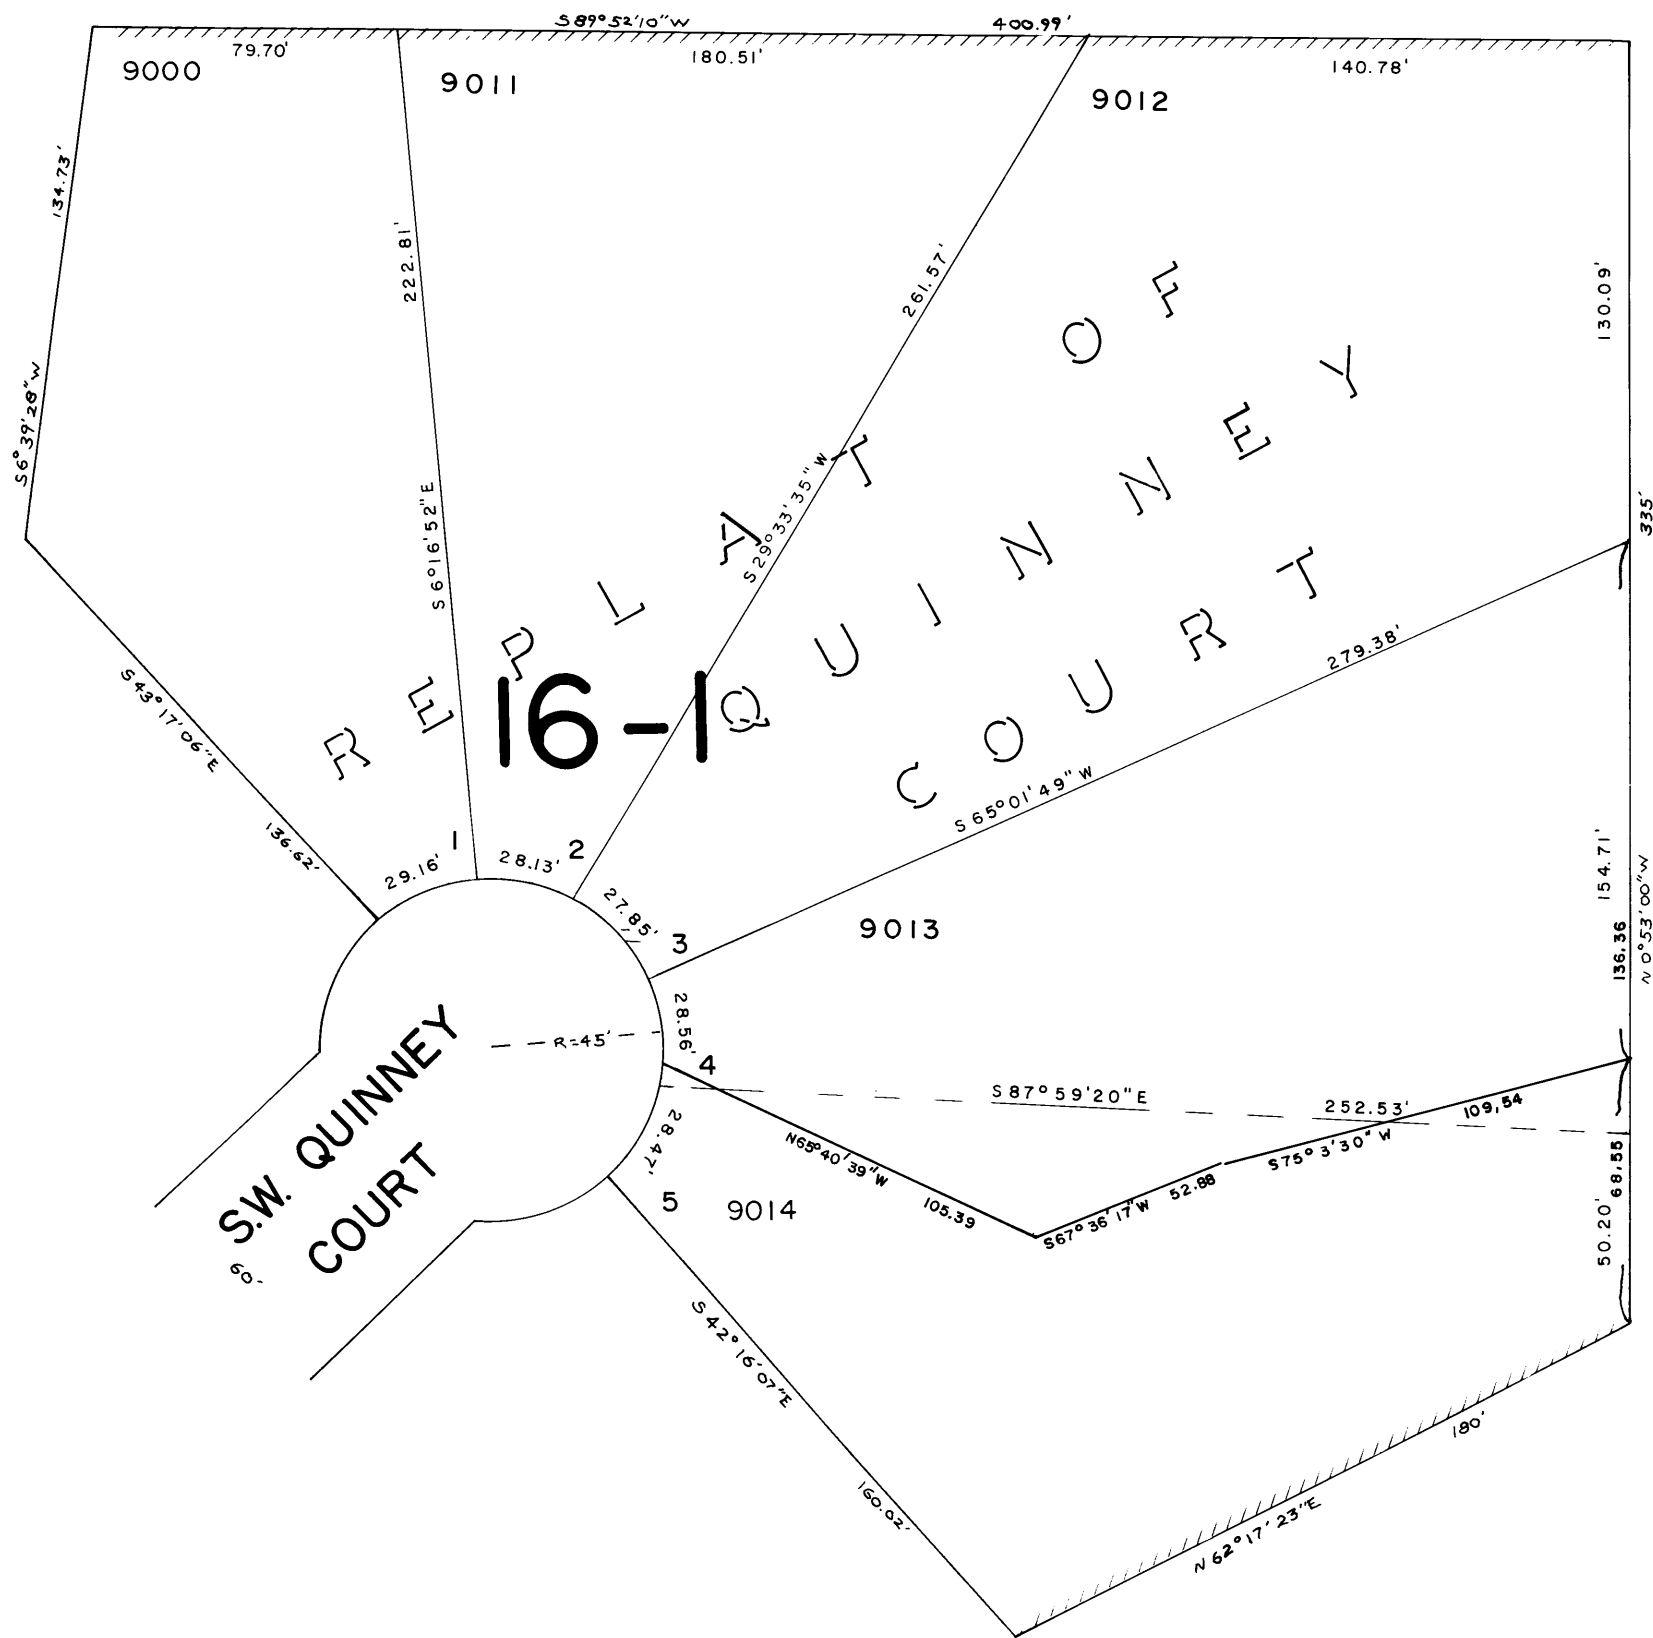 S89°52'10"W 400.99'
79.70' 180.51' 140.78'
9000 9011 9012
134.73'
S6°39'28"W
222.81'
S6°16'52"E
261.57'
S29°33'35"W
130.09'
335'
REPLAT OF
QUINNEY
COURT
16-1
S43°17'06"E
136.62'
279.38'
S65°01'49"W
1 2 3 4 5
29.16' 28.13' 27.85' 28.56' 28.47'
9013
154.71'
136.36
N0°53'00"W
R=45'
S.W. QUINNEY
COURT
60'
S87°59'20"E 252.53'
109,54
S75°3'30"W
N65°40'39"W
105.39
S67°36'17"W 52.88
68.55
50.20'
9014
S42°16'07"E
160.02'
180'
N62°17'23"E